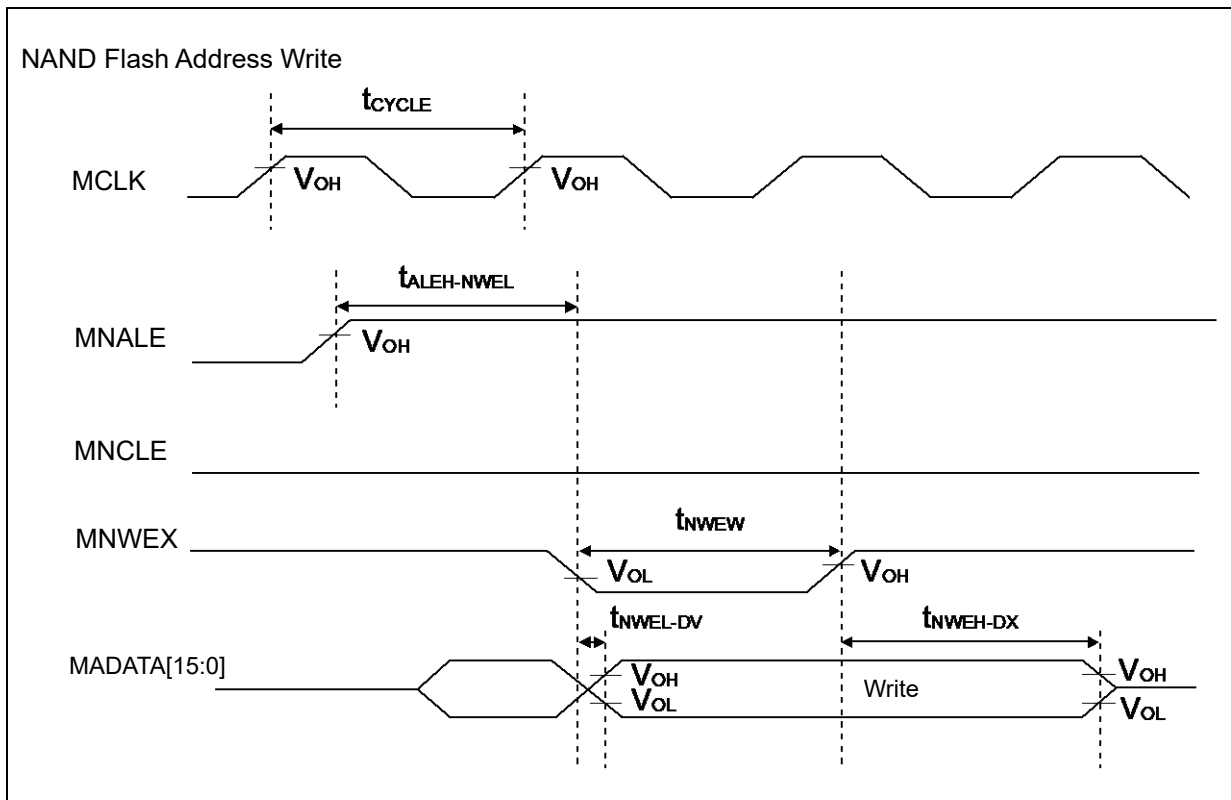 NAND Flash Address Write
tCYCLE
MCLK
VOH
VOH
tALEH-NWEL
MNALE
VOH
MNCLE
MNWEX
tNWEW
VOL
VOH
tNWEL-DV
tNWEH-DX
MADATA[15:0]
VOH
VOL
Write
VOH
VOL